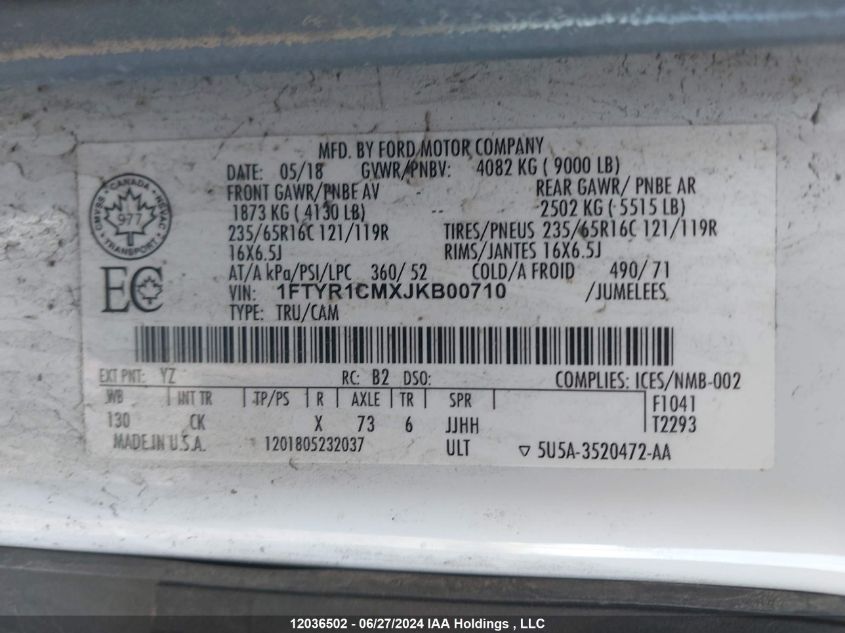 MFD. BY FORD MOTOR COMPANY
DATE: 05/18 GVWR/PNBV: 4082 KG ( 9000 LB)
FRONT GAWR/PNBE AV REAR GAWR/ PNBE AR
1873 KG ( 4130 LB) -- 2502 KG ( 5515 LB)
235/65R16C 121/119R TIRES/PNEUS 235/65R16C 121/119R
16X6.5J RIMS/JANTES 16X6.5J
AT/A kPa/PSI/LPC 360/ 52 COLD/A FROID 490/ 71
VIN: 1FTYR1CMXJKB00710 /JUMELEES
TYPE: TRU/CAM
CANADA
977
TRANSPORT
EC
EXT PNT: YZ RC: B2 DSO: COMPLIES: ICES/NMB-002
WB INT TR TP/PS R AXLE TR SPR F1041
130 CK X 73 6 JJHH T2293
MADE IN U.S.A. 1201805232037 ULT ▽ 5U5A-3520472-AA
12036502 - 06/27/2024 IAA Holdings , LLC